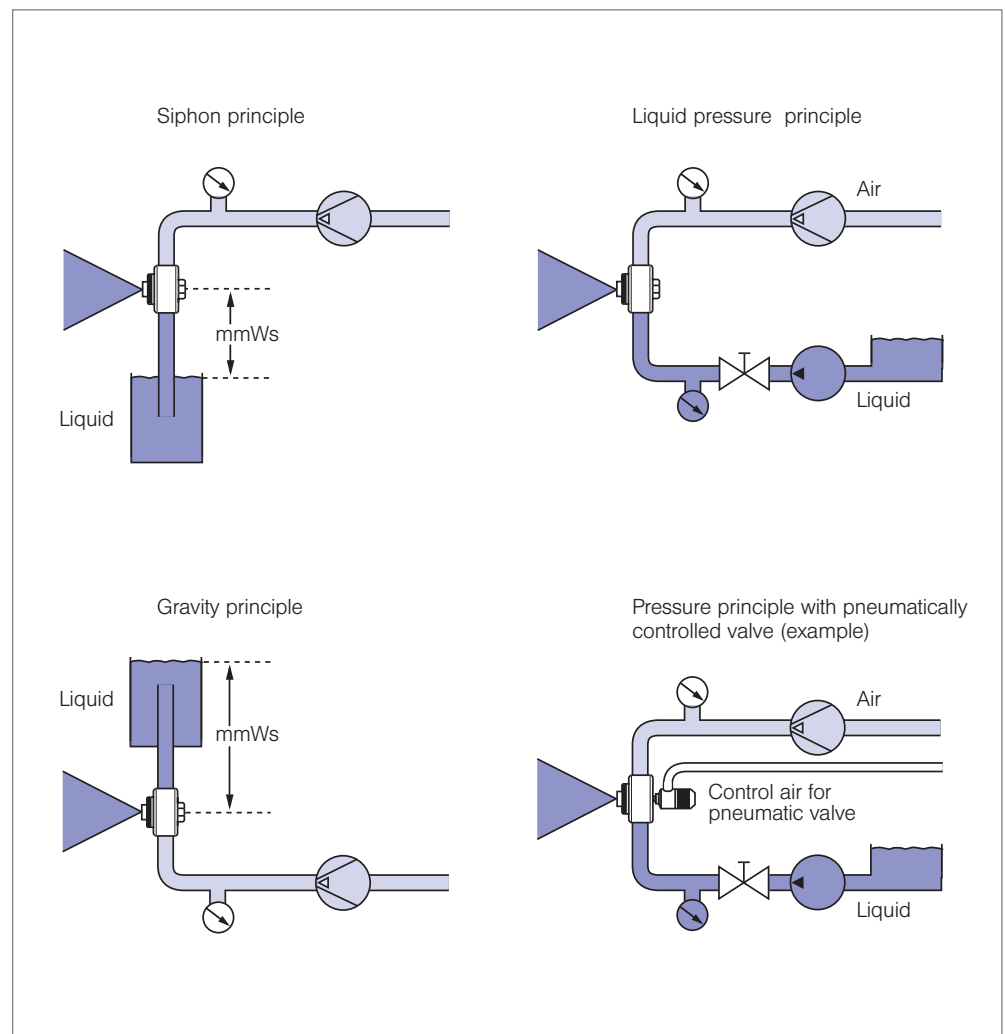 Siphon principle
mmWs
Liquid
Liquid pressure principle
Air
Liquid
Gravity principle
Liquid
mmWs
Pressure principle with pneumatically
controlled valve (example)
Air
Control air for
pneumatic valve
Liquid